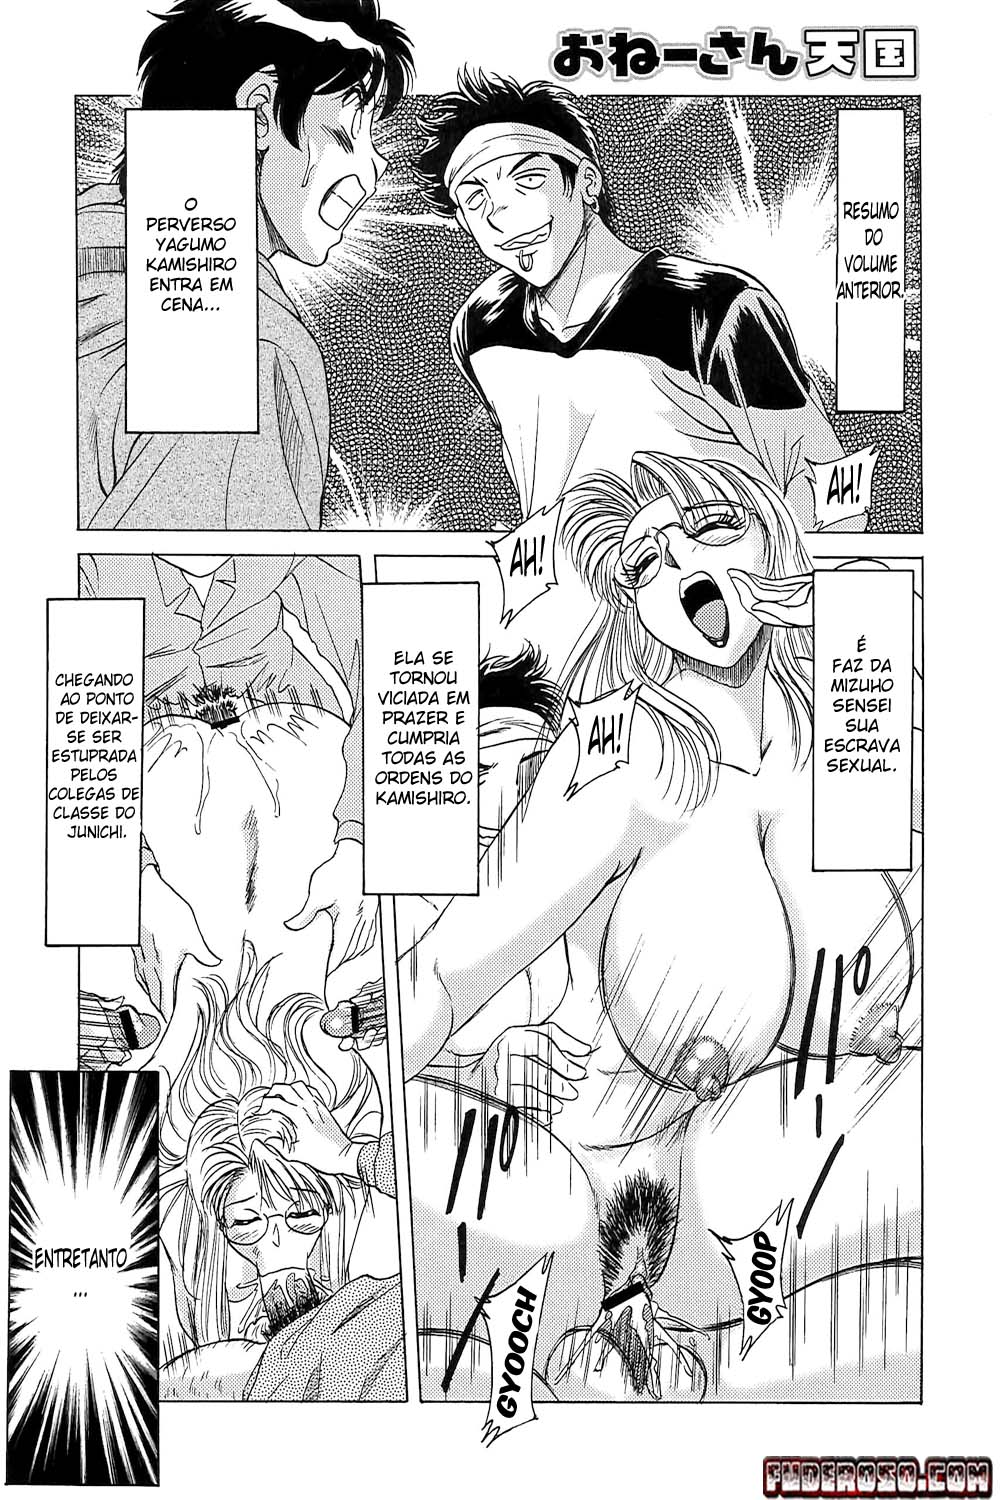 おねーさん天国
RESUMO
DO
VOLUME
ANTERIOR.
O
PERVERSO
YAGUMO
KAMISHIRO
ENTRA EM
CENA...
AH!
AH!
AH!
É
FAZ DA
MIZUHO
SENSEI SUA
ESCRAVA
SEXUAL.
ELA SE
TORNOU
VICIADA EM
PRAZER E
CUMPRIA
TODAS AS
ORDENS DO
KAMISHIRO.
CHEGANDO
AO PONTO
DE DEIXAR-
SE SER
ESTUPRADA
PELOS
COLEGAS DE
CLASSE DO
JUNICHI.
GYOOP
GYOOCH
ENTRETANTO
...
FUDEROSO.COM